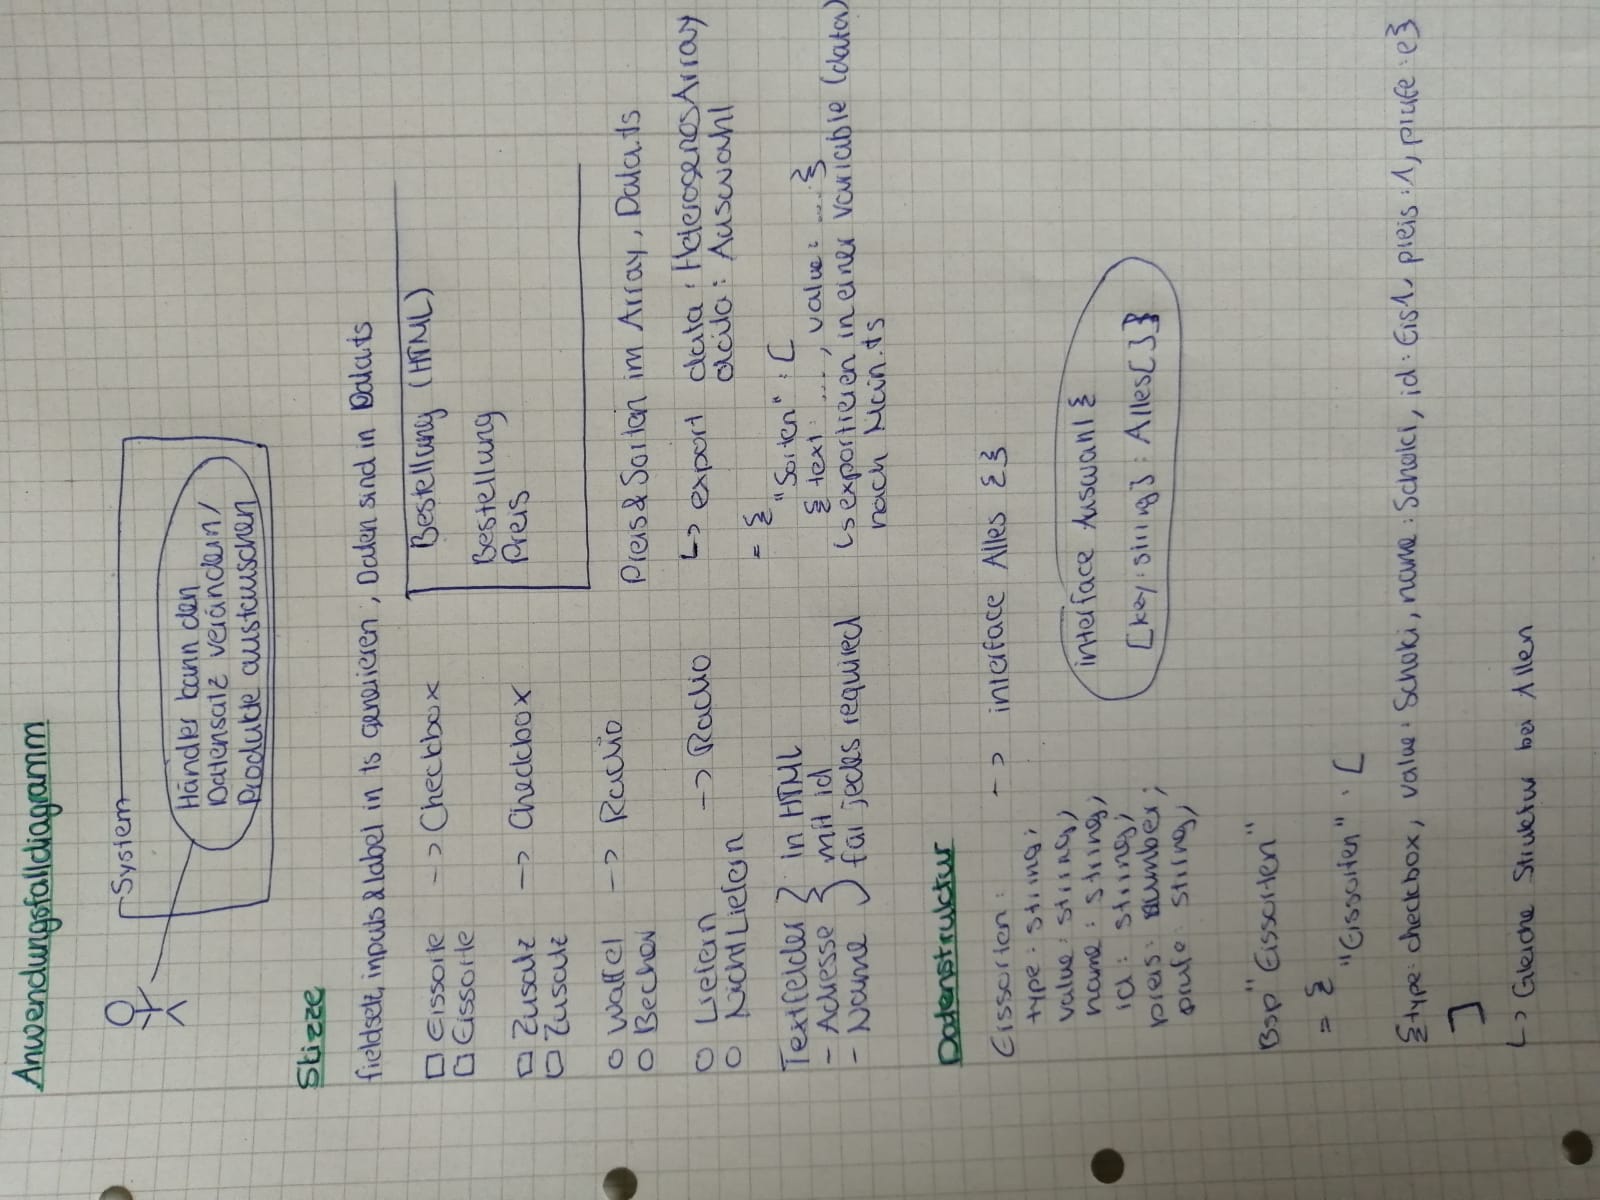 Anwendungsfalldiagramm
System
Händler kann den
Datensatz verändern/
Produkte austauschen
Skizze
fieldset, inputs & label in ts generieren, Daten sind in Data.ts
□ Eissorte --> Checkbox
□ Eissorte
□ Zusatz --> Checkbox
□ Zusatz
○ Waffel --> Radio
○ Becher
○ Liefern --> Radio
○ Nicht Liefern
Textfelder } in HTML
- Adresse } mit id
- Name } für jedes required
Bestellung (HTML)
Bestellung
Preis
Preis & Sorten im Array, Data.ts
↳ export data: HeterogenesArray
data: Auswahl
= {
"Sorten" : [
{ text: ...., value: .... }
↳ exportieren in einer variable (data)
nach Main.ts
Datenstruktur
Eissorten: --> interface Alles { }
type: string;
value: string;
name: string;
id: string;
preis: number;
prufe: string;
interface Auswahl {
[key: string] : Alles[ ] }
Bsp "Eissorten"
= {
"Eissorten" : [
{type: checkbox, value: Schoki, name: Schoki, id: Eis1, preis: 1, prufe: e}
]
↳ Gleiche Struktur bei Allen